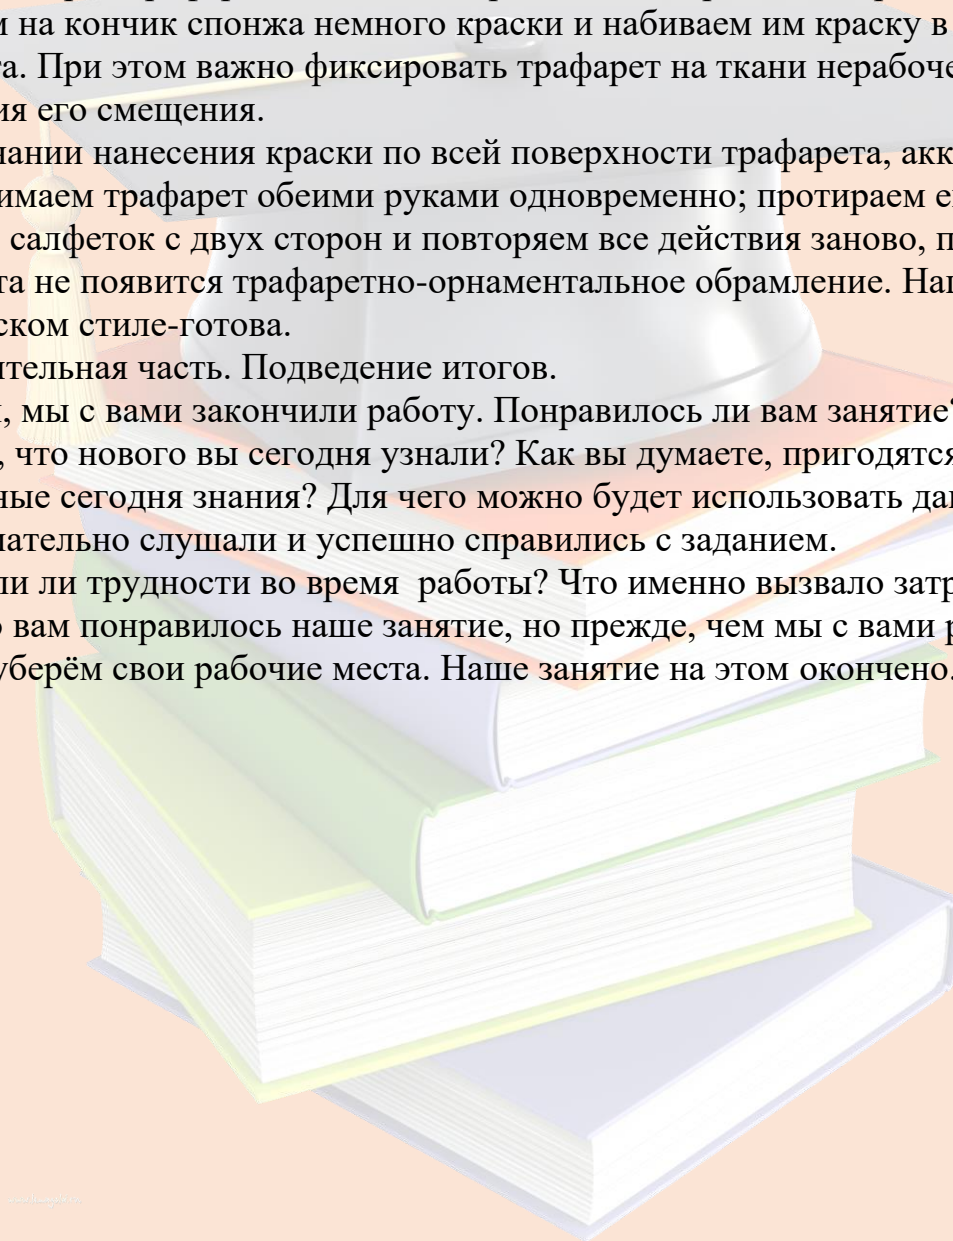 м на кончик спонжа немного краски и набиваем им краску в
та. При этом важно фиксировать трафарет на ткани нерабоче
ия его смещения.
нании нанесения краски по всей поверхности трафарета, акк
имаем трафарет обеими руками одновременно; протираем е
салфеток с двух сторон и повторяем все действия заново, п
та не появится трафаретно-орнаментальное обрамление. На
ском стиле-готова.
ительная часть. Подведение итогов.
, мы с вами закончили работу. Понравилось ли вам занятие?
, что нового вы сегодня узнали? Как вы думаете, пригодятся
ные сегодня знания? Для чего можно будет использовать да
мательно слушали и успешно справились с заданием.
ли ли трудности во время работы? Что именно вызвало затр
о вам понравилось наше занятие, но прежде, чем мы с вами р
уберём свои рабочие места. Наше занятие на этом окончено.